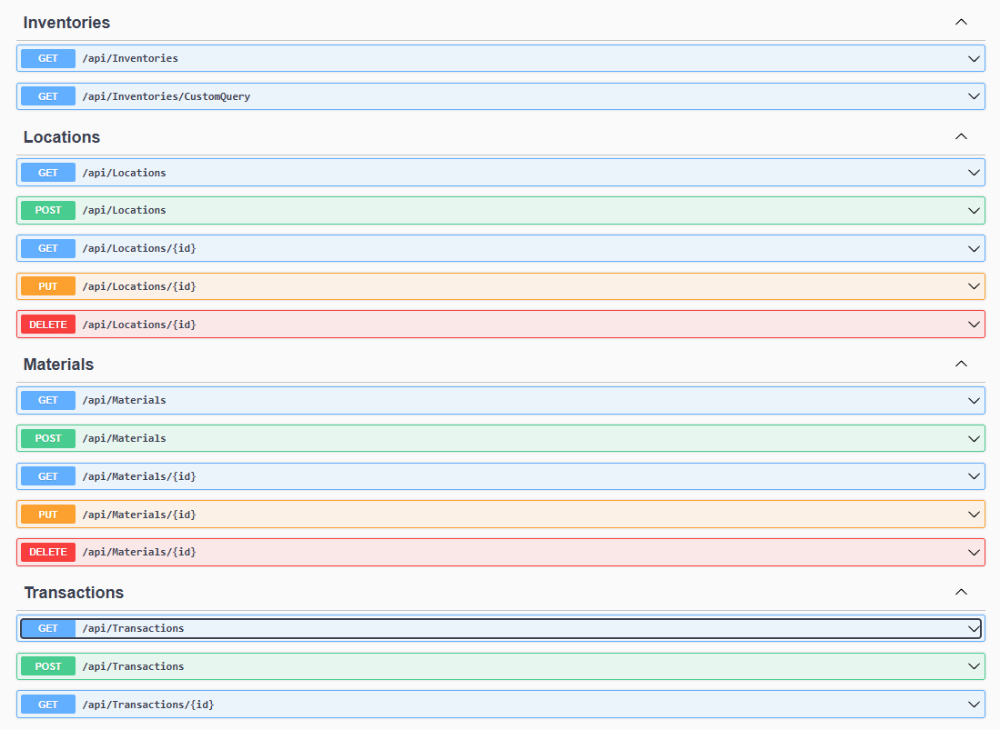 Inventories
GET /api/Inventories
GET /api/Inventories/CustomQuery
Locations
GET /api/Locations
POST /api/Locations
GET /api/Locations/{id}
PUT /api/Locations/{id}
DELETE /api/Locations/{id}
Materials
GET /api/Materials
POST /api/Materials
GET /api/Materials/{id}
PUT /api/Materials/{id}
DELETE /api/Materials/{id}
Transactions
GET /api/Transactions
POST /api/Transactions
GET /api/Transactions/{id}